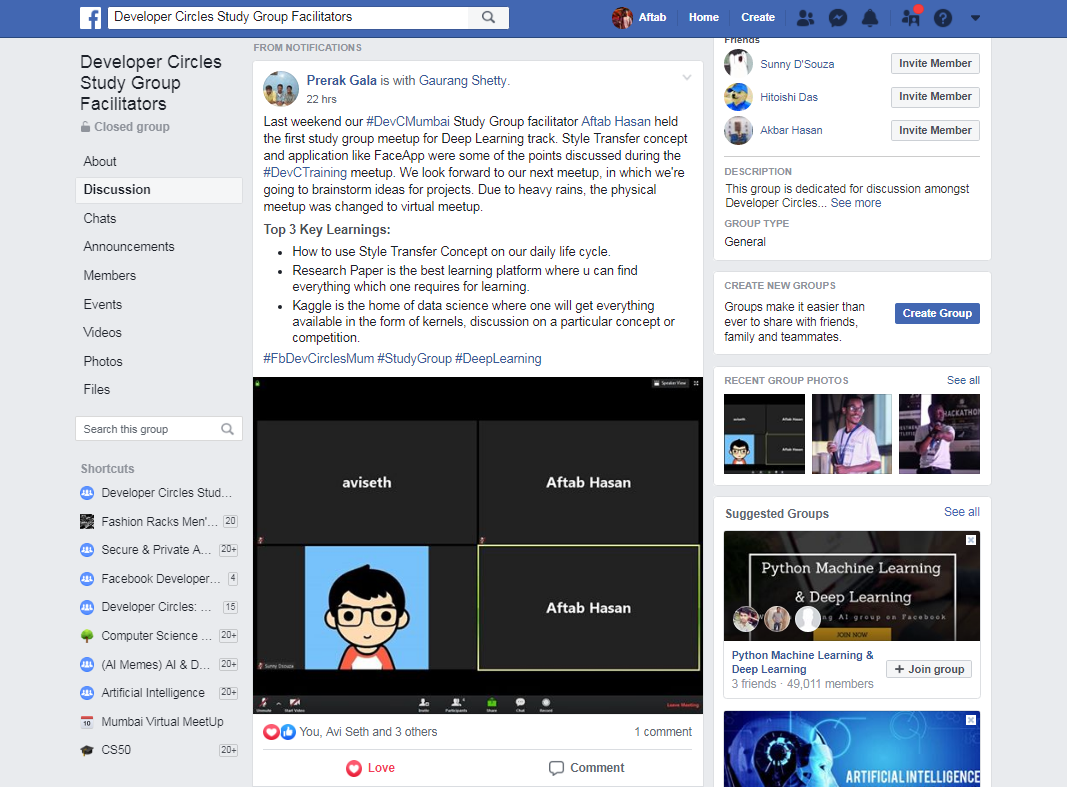 Developer Circles Study Group Facilitators
Aftab
Home
Create
Developer Circles
Study Group
Facilitators
Closed group
About
Discussion
Chats
Announcements
Members
Events
Videos
Photos
Files
Search this group
Shortcuts
Developer Circles Stud...
Fashion Racks Men'... 20
Secure & Private A... 20+
Facebook Developer... 4
Developer Circles: ... 15
Computer Science ... 20+
(AI Memes) AI & D... 20+
Artificial Intelligence 20+
10 Mumbai Virtual MeetUp
CS50 20+
FROM NOTIFICATIONS
Prerak Gala is with Gaurang Shetty.
22 hrs
Last weekend our #DevCMumbai Study Group facilitator Aftab Hasan held
the first study group meetup for Deep Learning track. Style Transfer concept
and application like FaceApp were some of the points discussed during the
#DevCTraining meetup. We look forward to our next meetup, in which we're
going to brainstorm ideas for projects. Due to heavy rains, the physical
meetup was changed to virtual meetup.
Top 3 Key Learnings:
• How to use Style Transfer Concept on our daily life cycle.
• Research Paper is the best learning platform where u can find
everything which one requires for learning.
• Kaggle is the home of data science where one will get everything
available in the form of kernels, discussion on a particular concept or
competition.
#FbDevCirclesMum #StudyGroup #DeepLearning
Speaker View
aviseth
Aftab Hasan
Aftab Hasan
Sunny Dsouza
Unmute
Start Video
Invite
Participants
Share
Chat
Record
Leave Meeting
You, Avi Seth and 3 others
1 comment
Love
Comment
Friends
Sunny D'Souza
Invite Member
Hitoishi Das
Invite Member
Akbar Hasan
Invite Member
DESCRIPTION
This group is dedicated for discussion amongst
Developer Circles... See more
GROUP TYPE
General
CREATE NEW GROUPS
Groups make it easier than
ever to share with friends,
family and teammates.
Create Group
RECENT GROUP PHOTOS
See all
aviseth
Aftab Hasan
Aftab Hasan
HACKATHON
Suggested Groups
See all
Python Machine Learning
& Deep Learning
AI group on Facebook
JOIN NOW
Python Machine Learning &
Deep Learning
3 friends · 49,011 members
+ Join group
ARTIFICIAL INTELLIGENCE